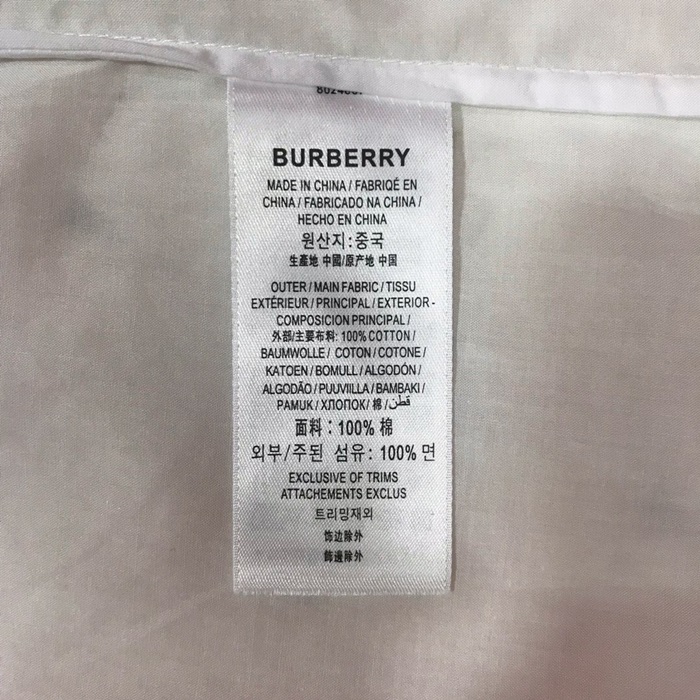 BURBERRY
MADE IN CHINA / FABRIQÉ EN
CHINA / FABRICADO NA CHINA /
HECHO EN CHINA
원산지: 중국
生產地 中國/原产地 中国
OUTER / MAIN FABRIC / TISSU
EXTÉRIEUR / PRINCIPAL / EXTERIOR -
COMPOSICION PRINCIPAL /
外部/主要布料: 100% COTTON /
BAUMWOLLE / COTON / COTONE /
KATOEN / BOMULL / ALGODÓN /
ALGODÃO / PUUVILLA / BAMBAKI /
PAMUK / ХЛОПОК / 棉 / قطن
面料: 100% 棉
외부/주된 섬유: 100% 면
EXCLUSIVE OF TRIMS
ATTACHEMENTS EXCLUS
트리밍재외
饰边除外
飾邊除外